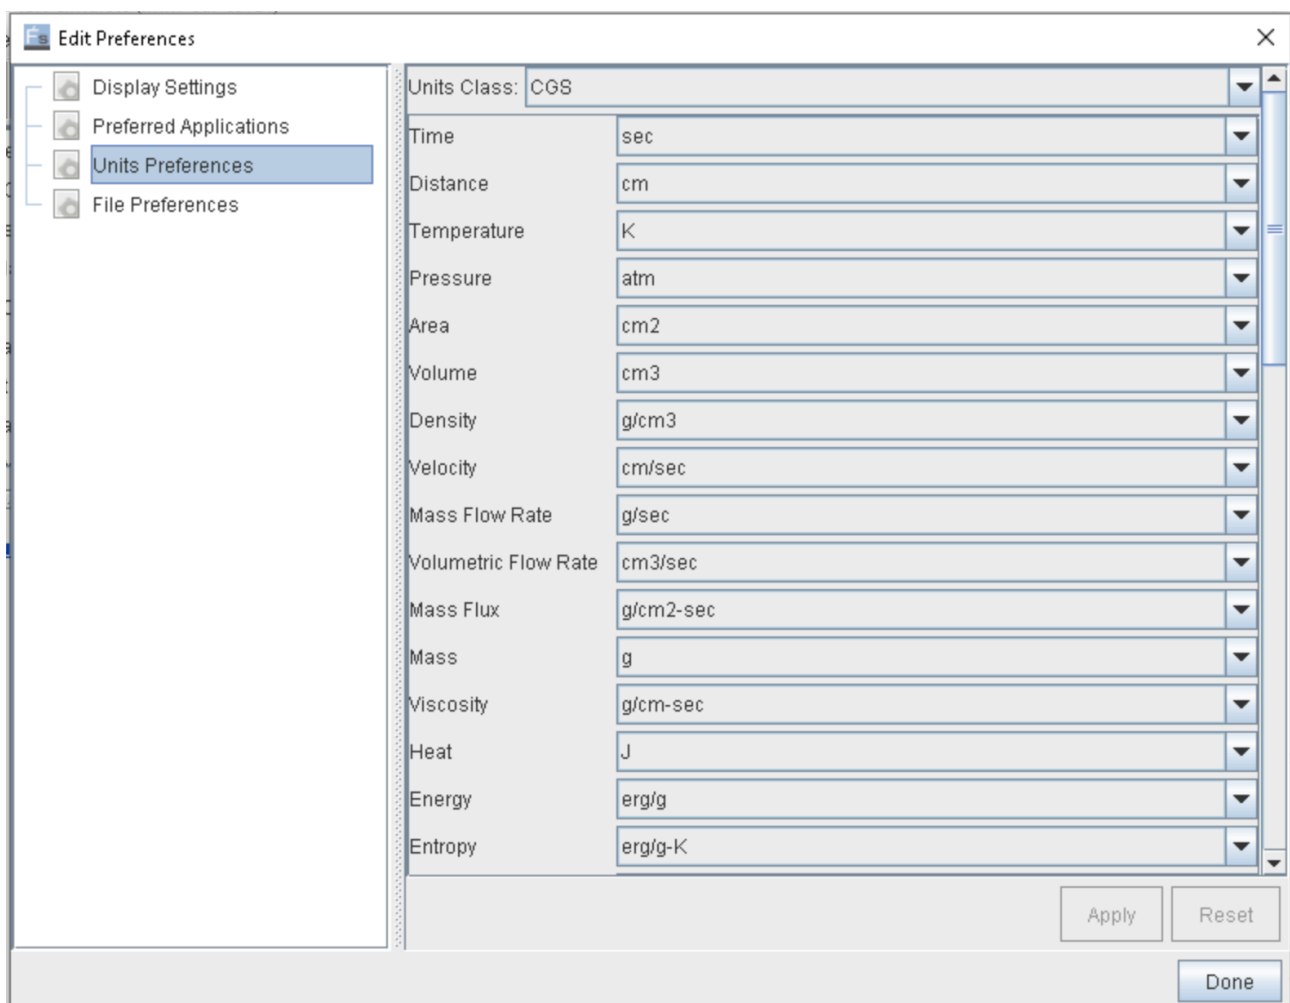 Edit Preferences
Display Settings
Preferred Applications
Units Preferences
File Preferences
Units Class: CGS
Time sec
Distance cm
Temperature K
Pressure atm
Area cm2
Volume cm3
Density g/cm3
Velocity cm/sec
Mass Flow Rate g/sec
Volumetric Flow Rate cm3/sec
Mass Flux g/cm2-sec
Mass g
Viscosity g/cm-sec
Heat J
Energy erg/g
Entropy erg/g-K
Apply Reset
Done